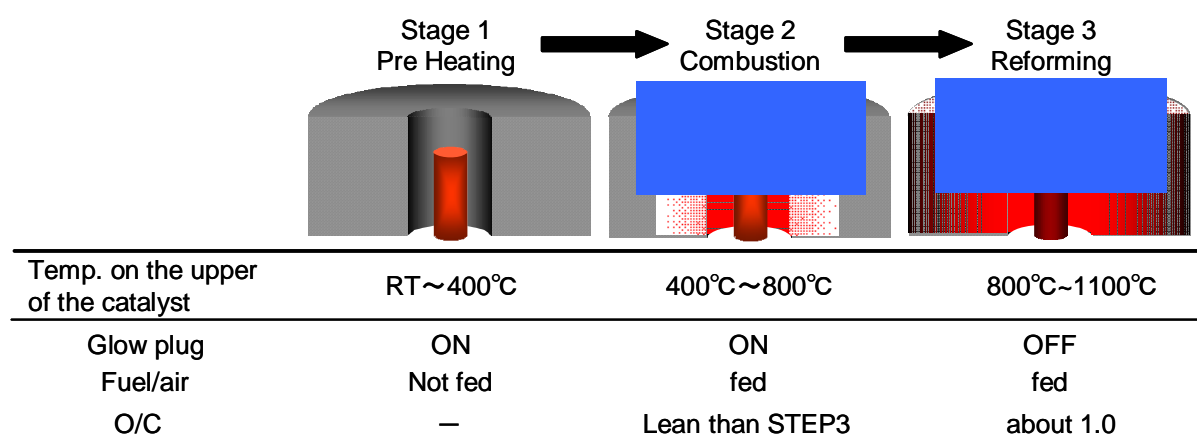 Stage 1
Pre Heating
Stage 2
Combustion
Stage 3
Reforming
Temp. on the upper
of the catalyst
RT～400℃
400℃～800℃
800℃~1100℃
Glow plug
ON
ON
OFF
Fuel/air
Not fed
fed
fed
O/C
－
Lean than STEP3
about 1.0